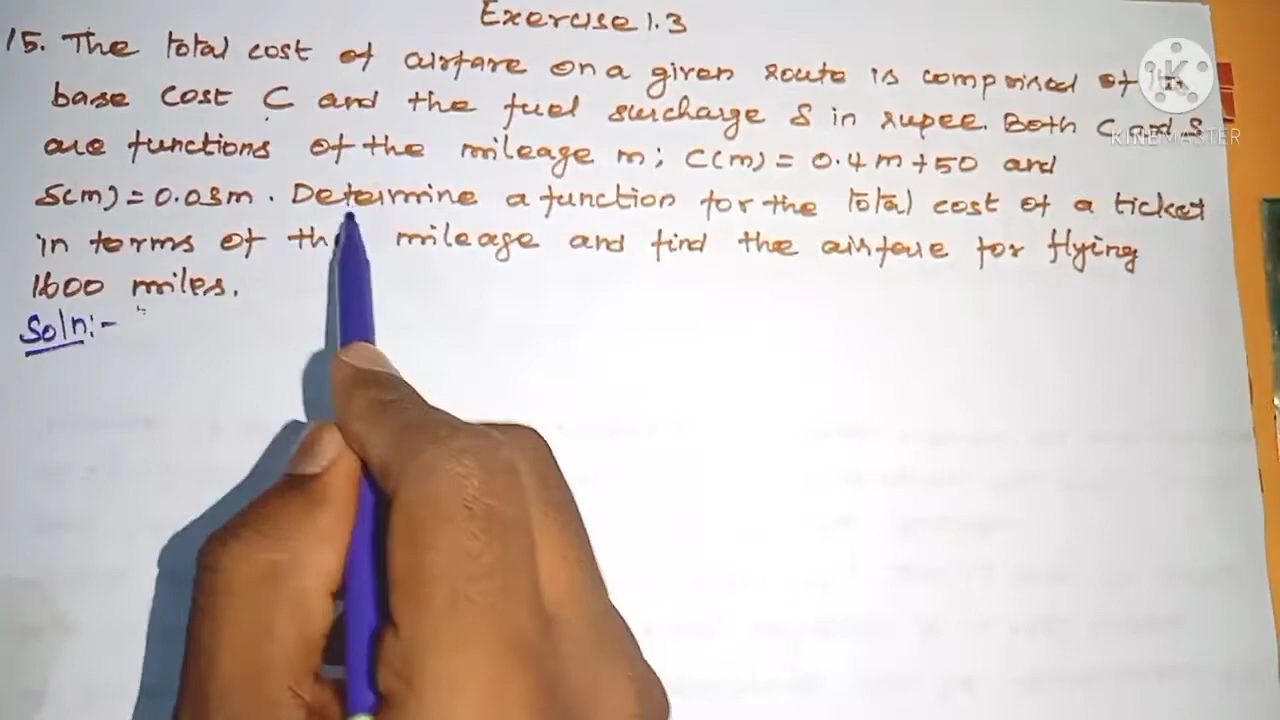 Exercise 1.3
15. The total cost of airfare on a given route is comprised of
base cost C and the fuel surcharge S in rupee. Both C and S
are functions of the mileage m; C(m) = 0.4m+50 and
S(m) = 0.03m. Determine a function for the total cost of a ticket
in terms of the mileage and find the airfare for flying
1600 miles.
Soln:-
K
KINEMASTER